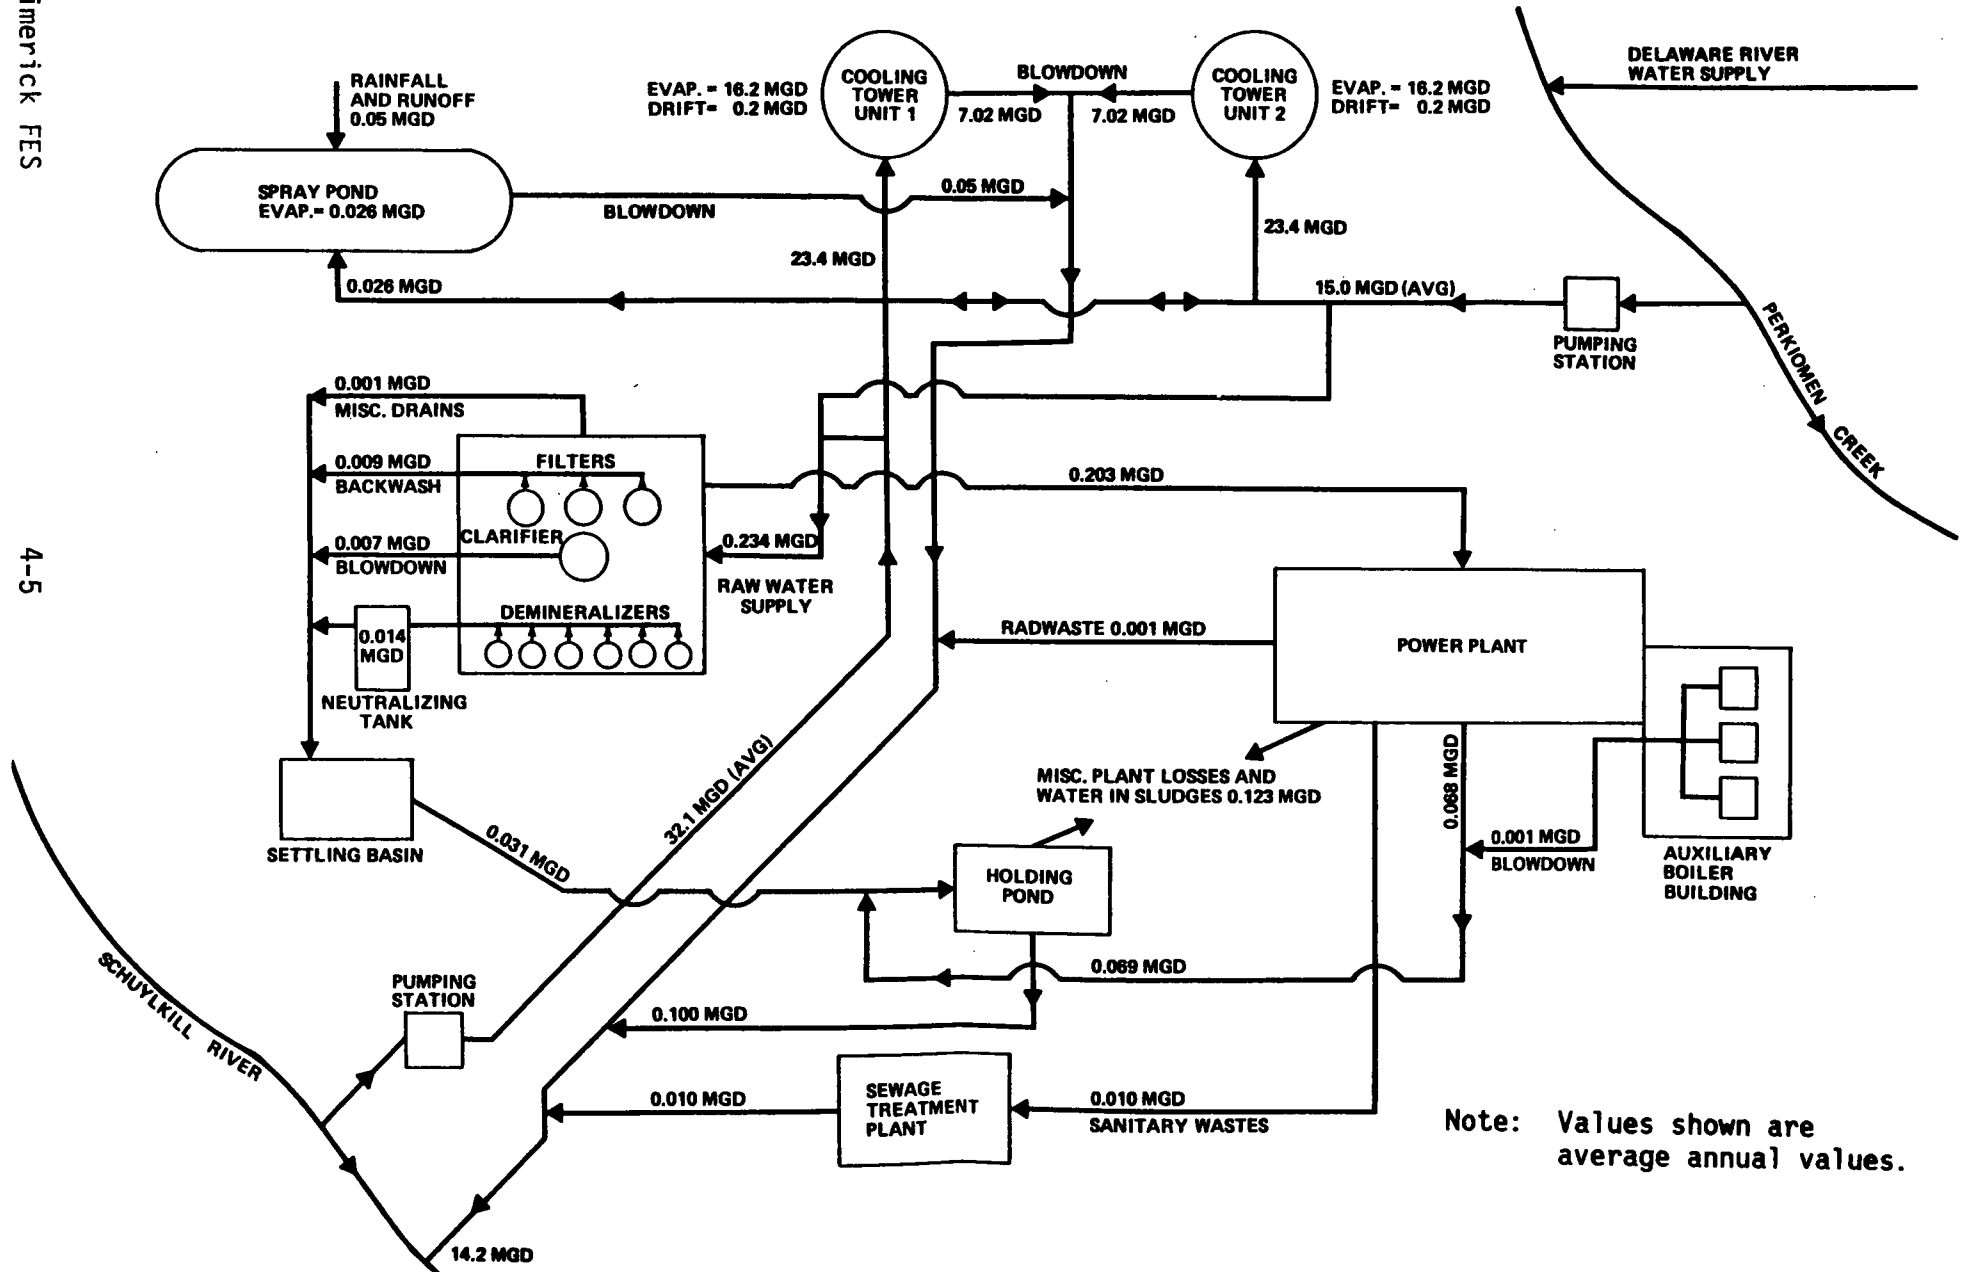 imerick FES
4-5
RAINFALL
AND RUNOFF
0.05 MGD
SPRAY POND
EVAP.= 0.026 MGD
BLOWDOWN
0.05 MGD
0.026 MGD
EVAP. = 16.2 MGD
DRIFT= 0.2 MGD
COOLING
TOWER
UNIT 1
BLOWDOWN
7.02 MGD
7.02 MGD
COOLING
TOWER
UNIT 2
EVAP. = 16.2 MGD
DRIFT= 0.2 MGD
DELAWARE RIVER
WATER SUPPLY
23.4 MGD
23.4 MGD
15.0 MGD (AVG)
PUMPING
STATION
PERKIOMEN
CREEK
0.001 MGD
MISC. DRAINS
0.009 MGD
BACKWASH
FILTERS
CLARIFIER
0.007 MGD
BLOWDOWN
DEMINERALIZERS
0.014
MGD
NEUTRALIZING
TANK
0.234 MGD
RAW WATER
SUPPLY
0.203 MGD
RADWASTE 0.001 MGD
POWER PLANT
SETTLING BASIN
0.031 MGD
32.1 MGD (AVG)
MISC. PLANT LOSSES AND
WATER IN SLUDGES 0.123 MGD
0.068 MGD
0.001 MGD
BLOWDOWN
AUXILIARY
BOILER
BUILDING
HOLDING
POND
0.069 MGD
0.100 MGD
SCHUYLKILL RIVER
PUMPING
STATION
0.010 MGD
SEWAGE
TREATMENT
PLANT
0.010 MGD
SANITARY WASTES
14.2 MGD
Note: Values shown are
average annual values.